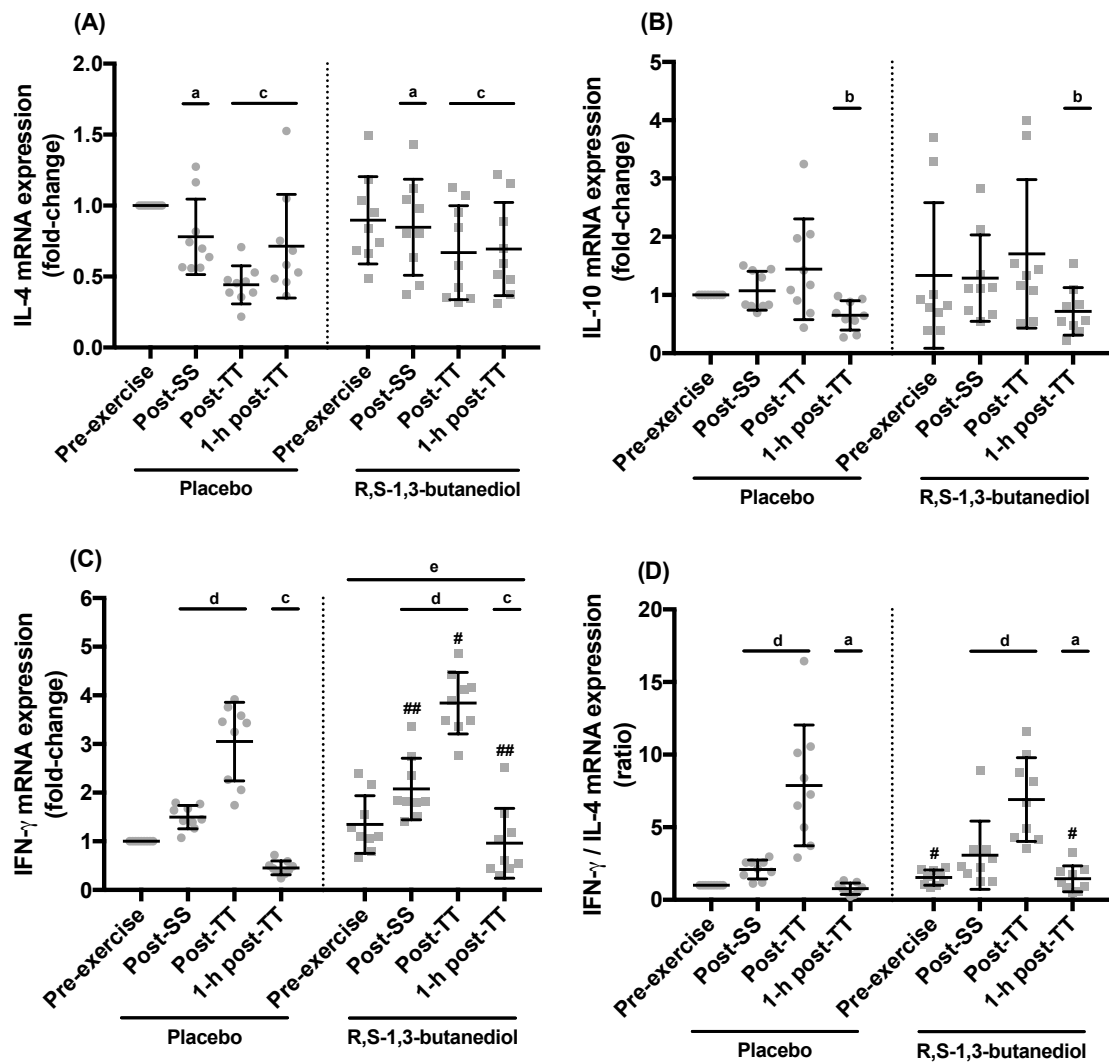 (A)
IL-4 mRNA expression
(fold-change)
2.0
1.5
1.0
0.5
0.0
a
c
a
c
Pre-exercise
Post-SS
Post-TT
1-h post-TT
Pre-exercise
Post-SS
Post-TT
1-h post-TT
Placebo
R,S-1,3-butanediol
(B)
IL-10 mRNA expression
(fold-change)
5
4
3
2
1
0
b
b
Pre-exercise
Post-SS
Post-TT
1-h post-TT
Pre-exercise
Post-SS
Post-TT
1-h post-TT
Placebo
R,S-1,3-butanediol
(C)
IFN-γ mRNA expression
(fold-change)
6
5
4
3
2
1
0
d
c
e
d
c
##
#
##
Pre-exercise
Post-SS
Post-TT
1-h post-TT
Pre-exercise
Post-SS
Post-TT
1-h post-TT
Placebo
R,S-1,3-butanediol
(D)
IFN-γ / IL-4 mRNA expression
(ratio)
20
15
10
5
0
d
a
d
a
#
#
Pre-exercise
Post-SS
Post-TT
1-h post-TT
Pre-exercise
Post-SS
Post-TT
1-h post-TT
Placebo
R,S-1,3-butanediol